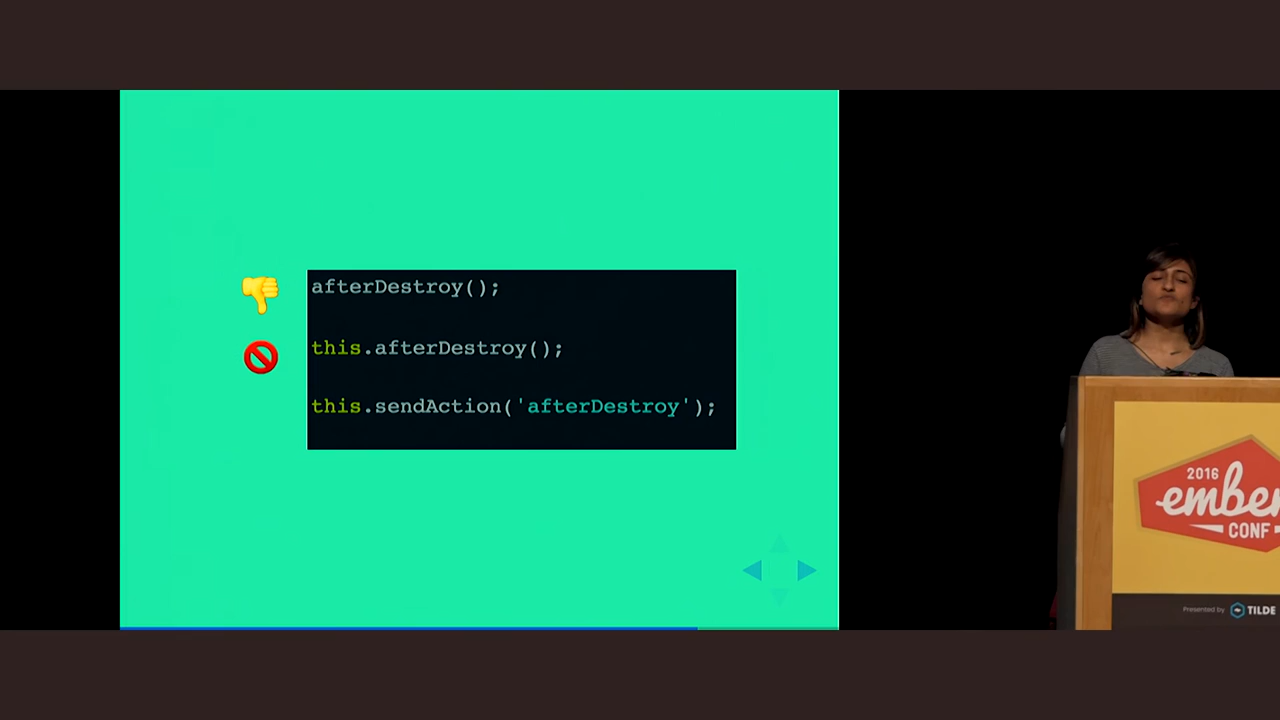 afterDestroy();
this.afterDestroy();
this.sendAction('afterDestroy');
2016
ember
CONF
Presented by TILDE